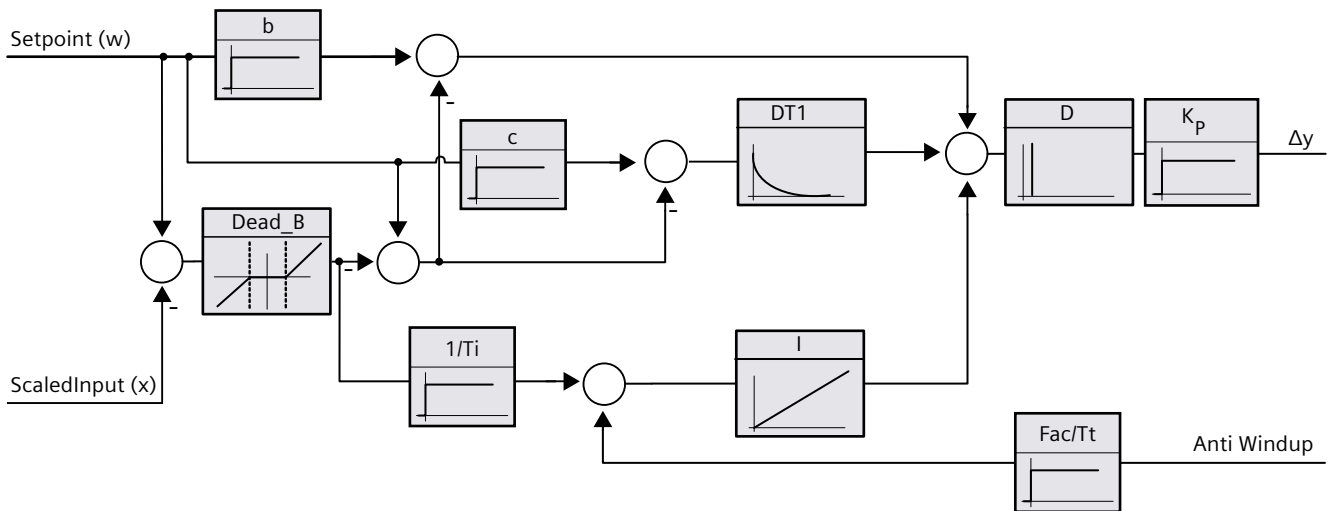 b
Setpoint (w)
-
DT1
D
K_P
c
Δy
-
Dead_B
-
-
1/Ti
I
ScaledInput (x)
Fac/Tt
Anti Windup